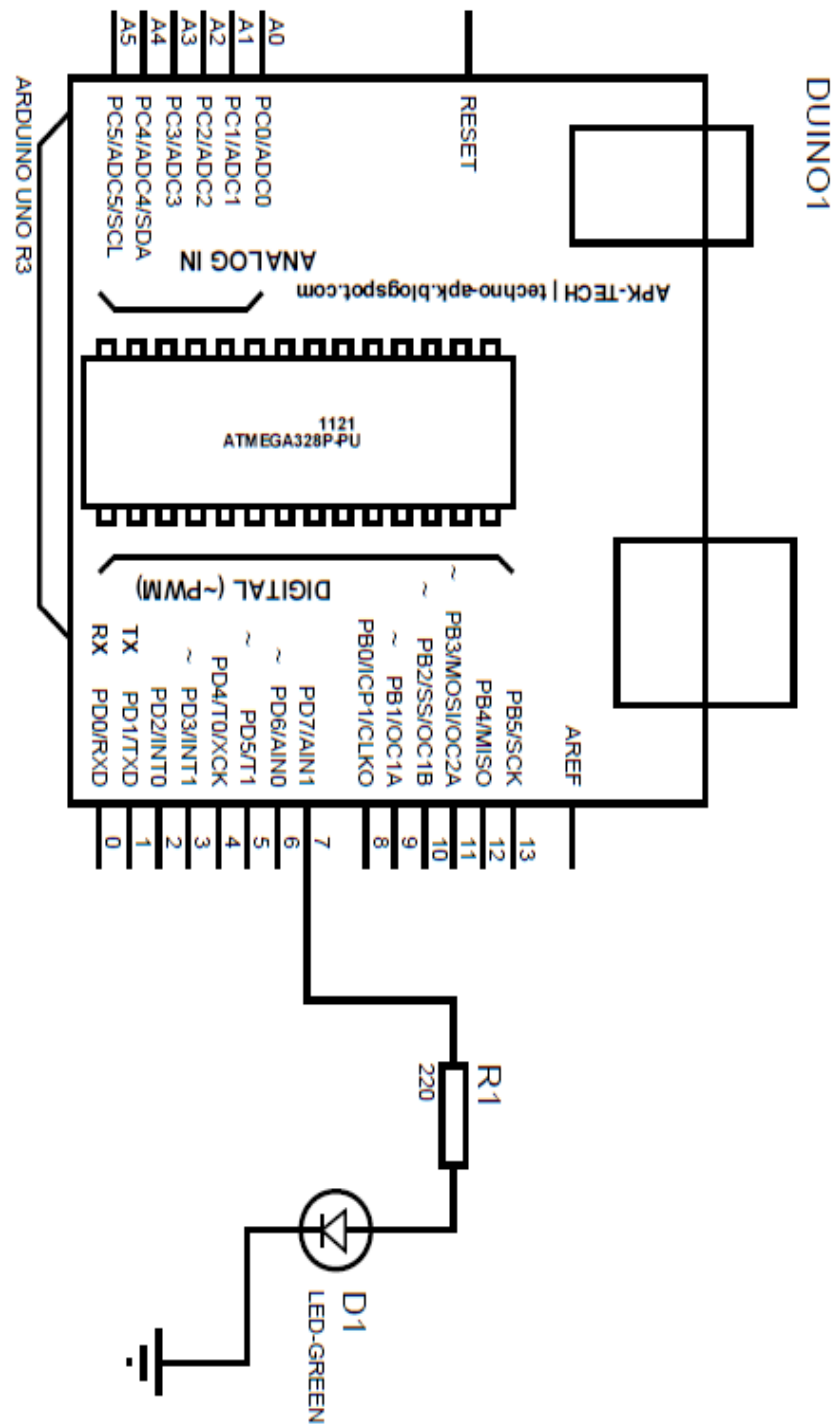 DUINO1
A0
A1
A2
A3
A4
A5
RESET
PC0/ADC0
PC1/ADC1
PC2/ADC2
PC3/ADC3
PC4/ADC4/SDA
PC5/ADC5/SCL
ARDUINO UNO R3
ANALOG IN
APK-TECH | techno-apk.blogspot.com
1121
ATMEGA328P-PU
DIGITAL (~PWM)
AREF
PB5/SCK
PB4/MISO
~ PB3/MOSI/OC2A
~ PB2/SS/OC1B
~ PB1/OC1A
PB0/ICP1/CLKO
PD7/AIN1
~ PD6/AIN0
~ PD5/T1
PD4/T0/XCK
~ PD3/INT1
PD2/INT0
TX PD1/TXD
RX PD0/RXD
13
12
11
10
9
8
7
6
5
4
3
2
1
0
R1
220
D1
LED-GREEN